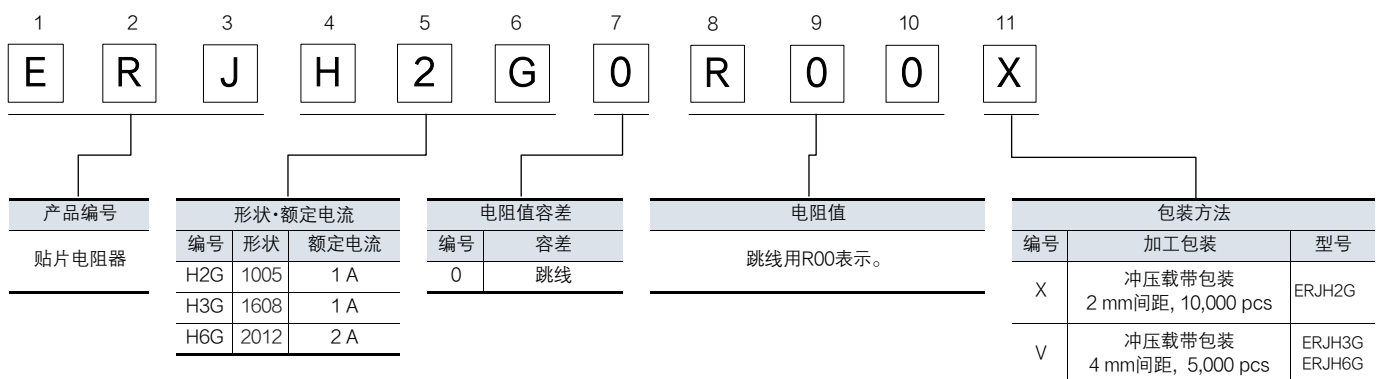 1 2 3 4 5 6 7 8 9 10 11
E R J H 2 G 0 R 0 0 X
产品编号
贴片电阻器
形状·额定电流
编号 形状 额定电流
H2G 1005 1 A
H3G 1608 1 A
H6G 2012 2 A
电阻值容差
编号 容差
0 跳线
电阻值
跳线用R00表示。
包装方法
编号 加工包装 型号
X 冲压载带包装 2 mm间距, 10,000 pcs ERJH2G
V 冲压载带包装 4 mm间距, 5,000 pcs ERJH3G ERJH6G